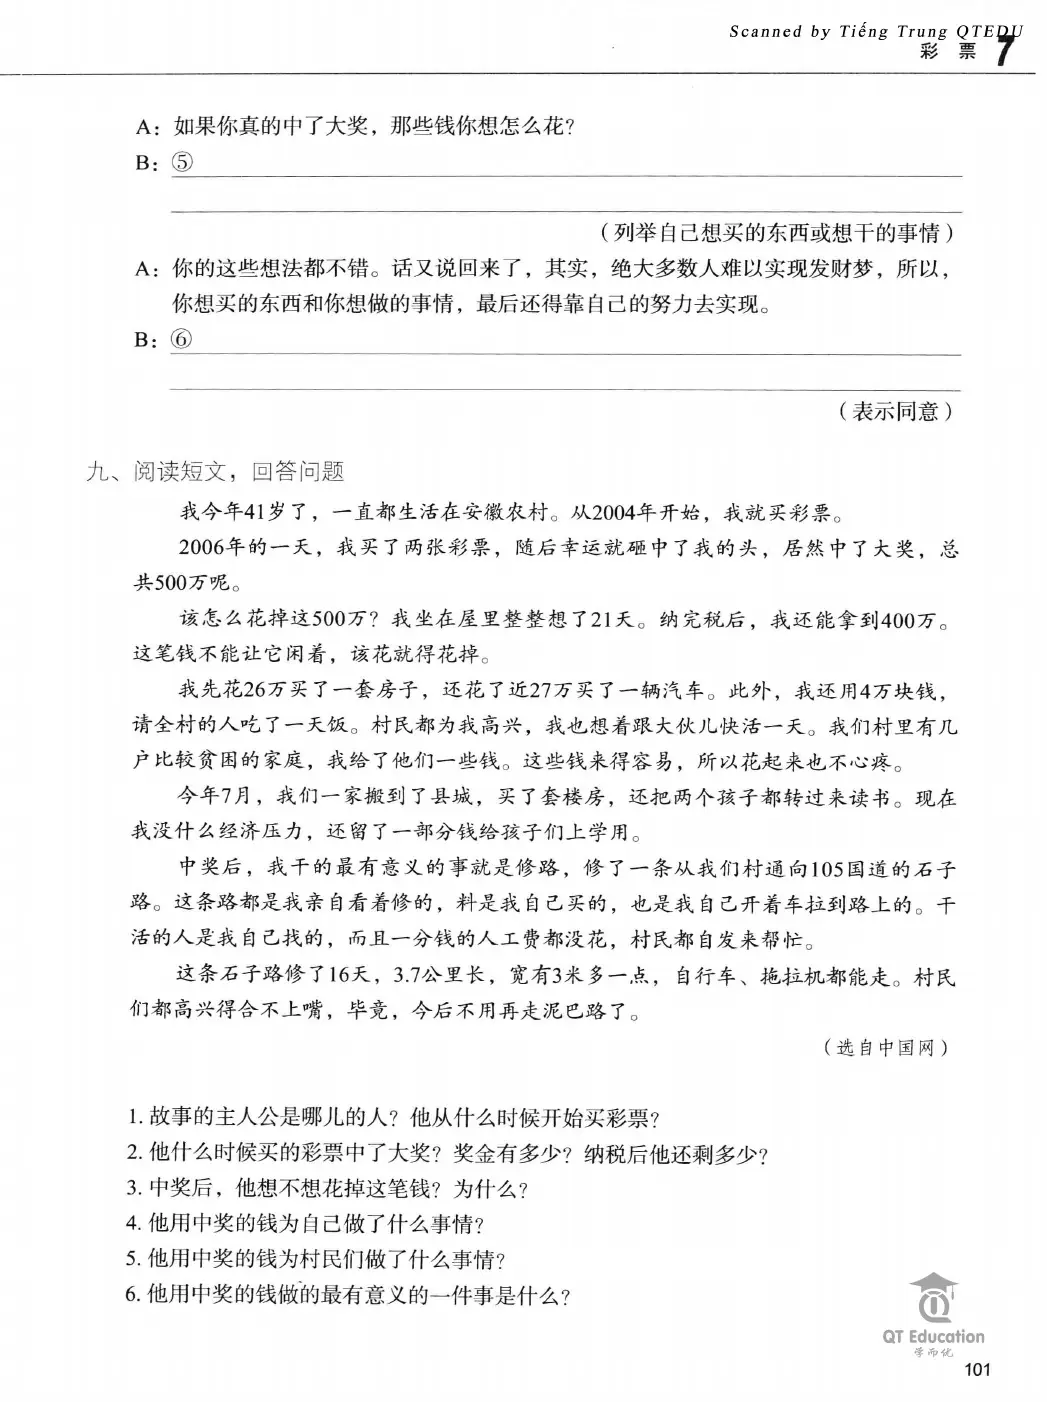 Scanned by Tiếng Trung QTEDU
彩 票 7
A：如果你真的中了大奖，那些钱你想怎么花？
B：⑤
（列举自己想买的东西或想干的事情）
A：你的这些想法都不错。话又说回来了，其实，绝大多数人难以实现发财梦，所以，
你想买的东西和你想做的事情，最后还得靠自己的努力去实现。
B：⑥
（表示同意）
九、阅读短文，回答问题
我今年41岁了，一直都生活在安徽农村。从2004年开始，我就买彩票。
2006年的一天，我买了两张彩票，随后幸运就砸中了我的头，居然中了大奖，总
共500万呢。
该怎么花掉这500万？我坐在屋里整整想了21天。纳完税后，我还能拿到400万。
这笔钱不能让它闲着，该花就得花掉。
我先花26万买了一套房子，还花了近27万买了一辆汽车。此外，我还用4万块钱，
请全村的人吃了一天饭。村民都为我高兴，我也想着跟大伙儿快活一天。我们村里有几
户比较贫困的家庭，我给了他们一些钱。这些钱来得容易，所以花起来也不心疼。
今年7月，我们一家搬到了县城，买了套楼房，还把两个孩子都转过来读书。现在
我没什么经济压力，还留了一部分钱给孩子们上学用。
中奖后，我干的最有意义的事就是修路，修了一条从我们村通向105国道的石子
路。这条路都是我亲自看着修的，料是我自己买的，也是我自己开着车拉到路上的。干
活的人是我自己找的，而且一分钱的人工费都没花，村民都自发来帮忙。
这条石子路修了16天，3.7公里长，宽有3米多一点，自行车、拖拉机都能走。村民
们都高兴得合不上嘴，毕竟，今后不用再走泥巴路了。
（选自中国网）
1. 故事的主人公是哪儿的人？他从什么时候开始买彩票？
2. 他什么时候买的彩票中了大奖？奖金有多少？纳税后他还剩多少？
3. 中奖后，他想不想花掉这笔钱？为什么？
4. 他用中奖的钱为自己做了什么事情？
5. 他用中奖的钱为村民们做了什么事情？
6. 他用中奖的钱做的最有意义的一件事是什么？
QT Education
学而优
101